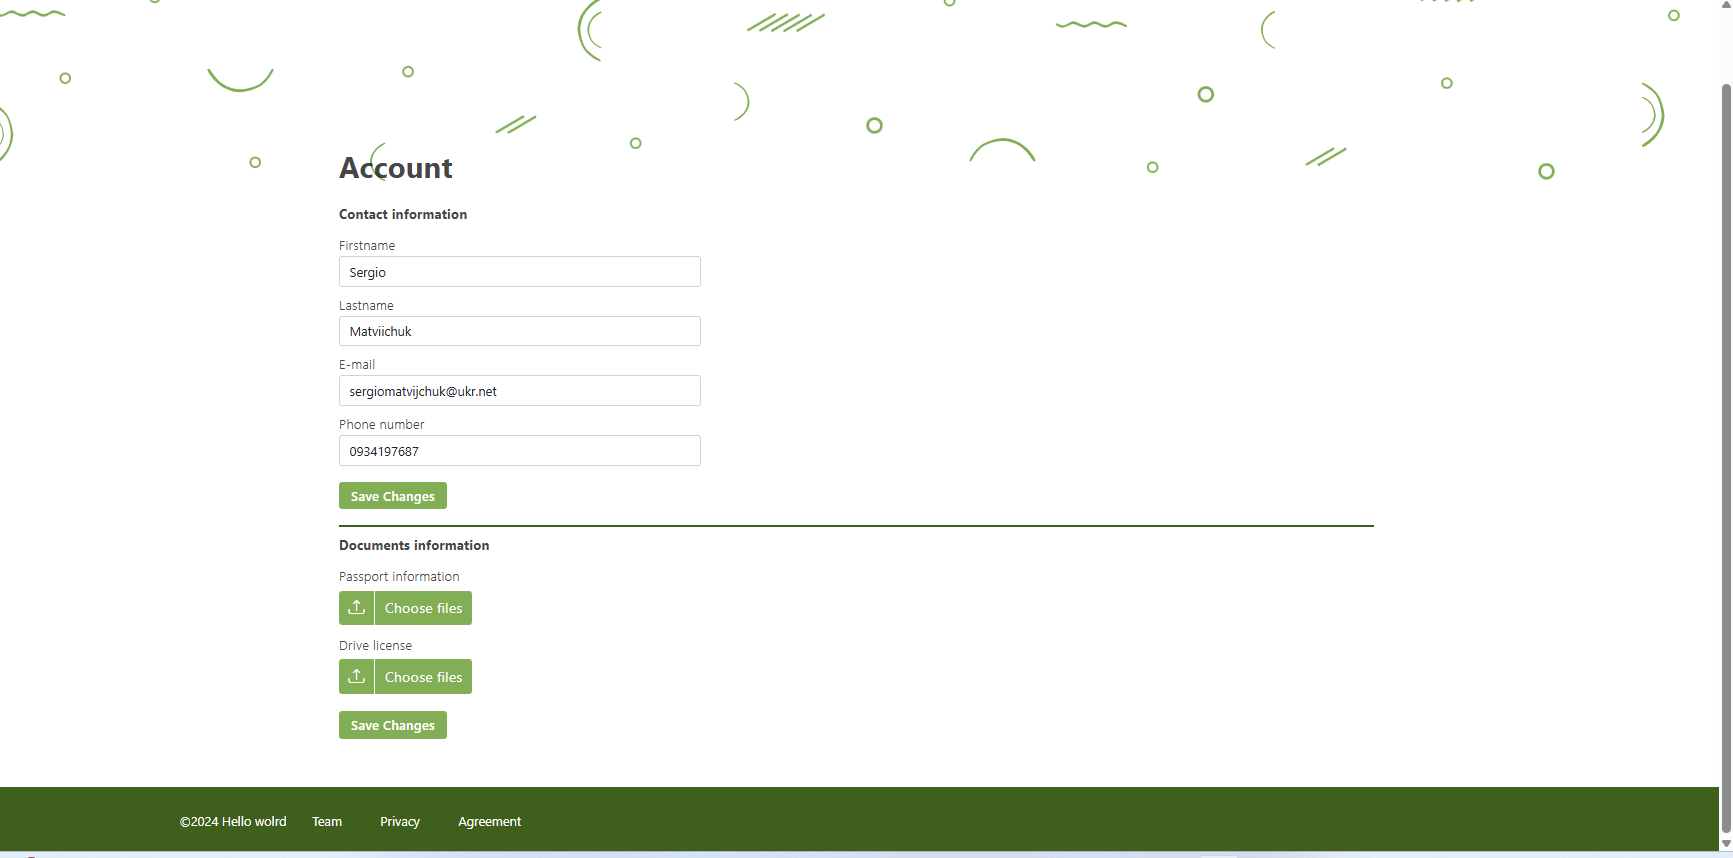 Account
Contact information
Firstname
Sergio
Lastname
Matviichuk
E-mail
sergiomatvijchuk@ukr.net
Phone number
0934197687
Save Changes
Documents information
Passport information
Choose files
Drive license
Choose files
Save Changes
©2024 Hello wolrd Team Privacy Agreement